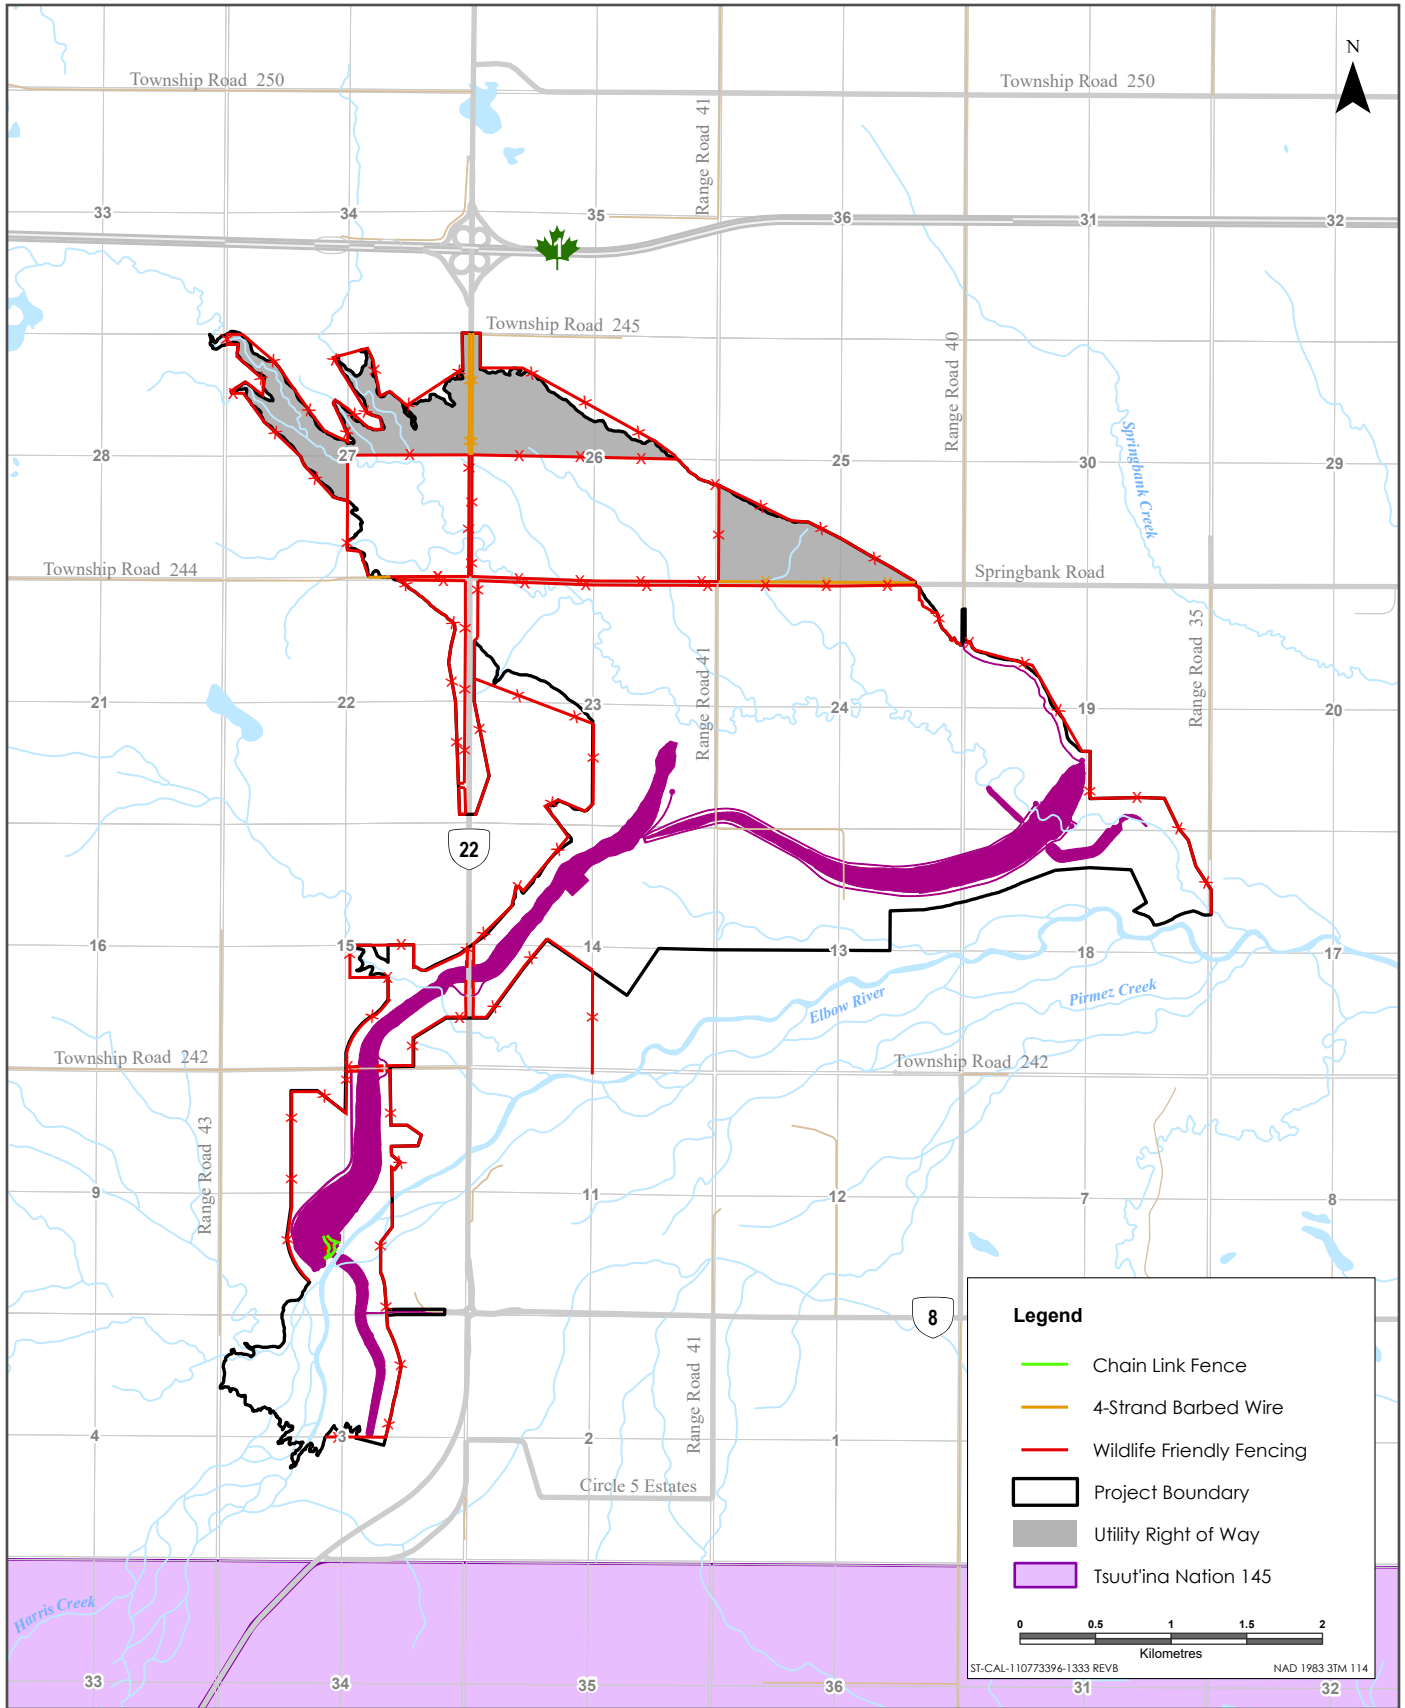 N
Township Road 250
Township Road 250
Range Road 41
33
34
35
36
31
32
1
Township Road 245
Range Road 40
Springbank Creek
28
27
26
25
30
29
Township Road 244
Springbank Road
Range Road 41
Range Road 35
21
22
23
24
19
20
22
16
15
14
13
18
17
Elbow River
Pirmez Creek
Township Road 242
Township Road 242
Range Road 43
9
11
12
7
8
8
Range Road 41
4
3
2
1
Circle 5 Estates
Harris Creek
33
34
35
36
31
32
Legend
Chain Link Fence
4-Strand Barbed Wire
Wildlife Friendly Fencing
Project Boundary
Utility Right of Way
Tsuut'ina Nation 145
0 0.5 1 1.5 2
Kilometres
ST-CAL-110773396-1333 REVB NAD 1983 3TM 114